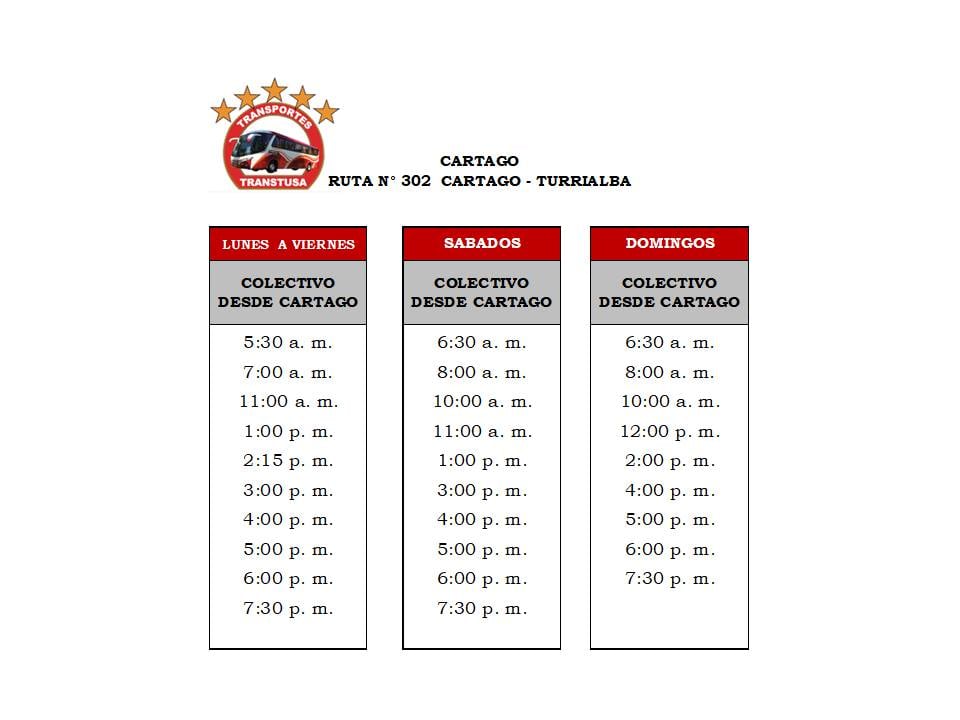 TRANSPORTES
TRANSTUSA
CARTAGO
RUTA N° 302 CARTAGO - TURRIALBA
LUNES A VIERNES
COLECTIVO
DESDE CARTAGO
5:30 a. m.
7:00 a. m.
11:00 a. m.
1:00 p. m.
2:15 p. m.
3:00 p. m.
4:00 p. m.
5:00 p. m.
6:00 p. m.
7:30 p. m.
SABADOS
COLECTIVO
DESDE CARTAGO
6:30 a. m.
8:00 a. m.
10:00 a. m.
11:00 a. m.
1:00 p. m.
3:00 p. m.
4:00 p. m.
5:00 p. m.
6:00 p. m.
7:30 p. m.
DOMINGOS
COLECTIVO
DESDE CARTAGO
6:30 a. m.
8:00 a. m.
10:00 a. m.
12:00 p. m.
2:00 p. m.
4:00 p. m.
5:00 p. m.
6:00 p. m.
7:30 p. m.